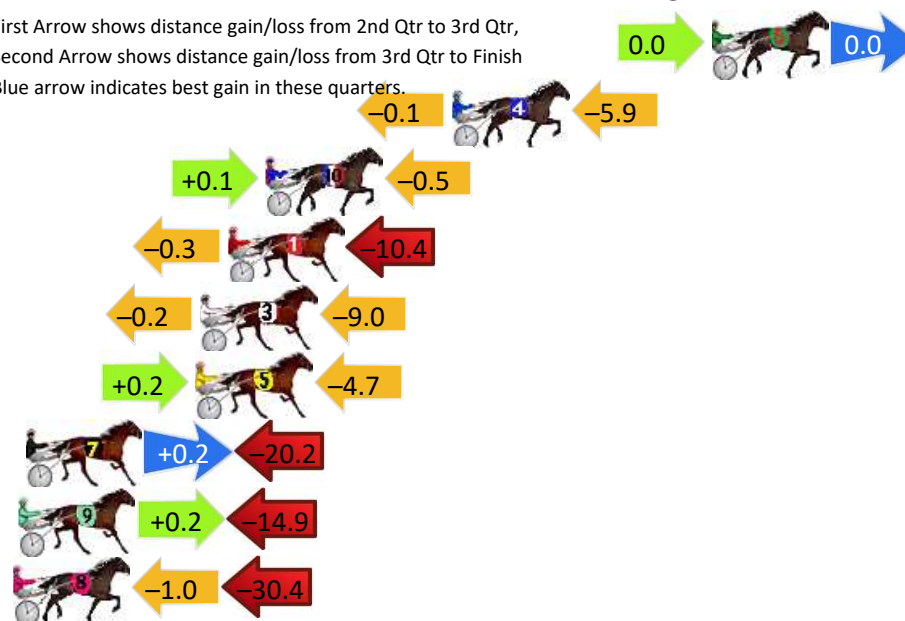 irst Arrow shows distance gain/loss from 2nd Qtr to 3rd Qtr,
econd Arrow shows distance gain/loss from 3rd Qtr to Finish
Blue arrow indicates best gain in these quarters.
0.0 6 0.0
−0.1 4 −5.9
+0.1 10 −0.5
−0.3 1 −10.4
−0.2 3 −9.0
+0.2 5 −4.7
7 +0.2 −20.2
9 +0.2 −14.9
8 −1.0 −30.4